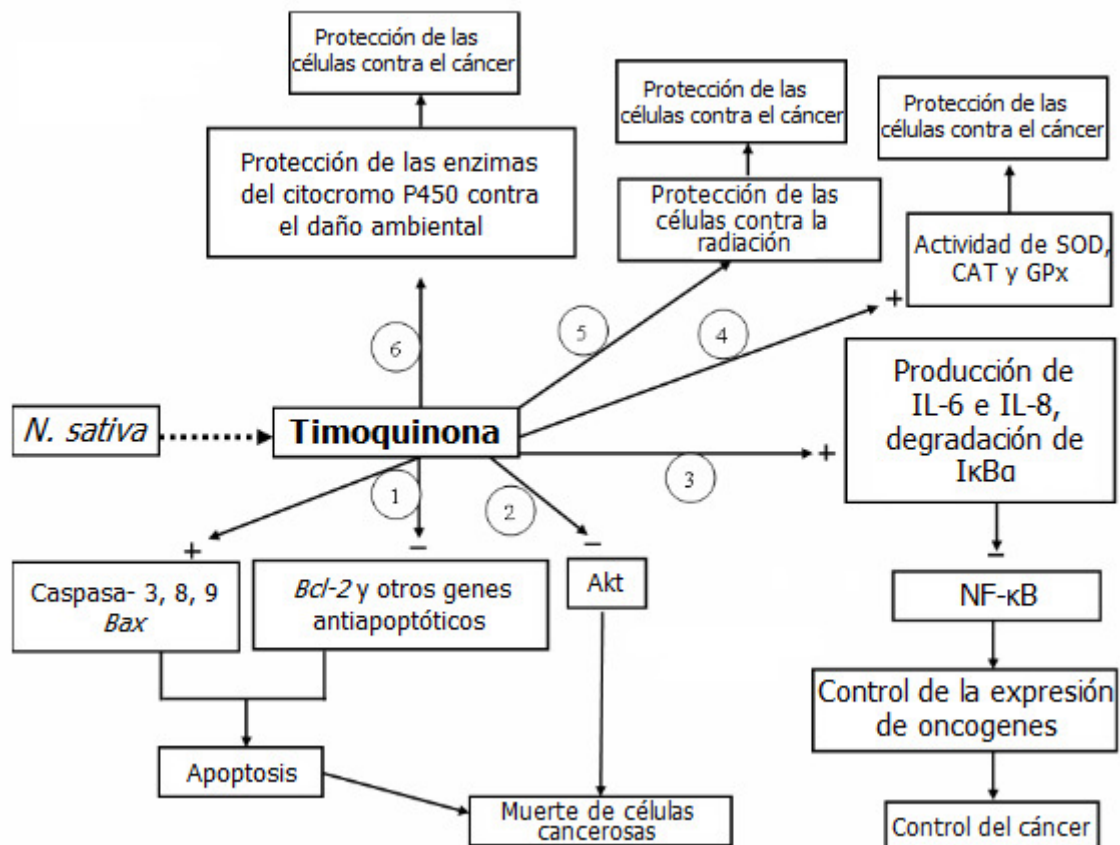 Protección de las
células contra el cáncer
Protección de las
células contra el cáncer
Protección de las
células contra el cáncer
Protección de las enzimas
del citocromo P450 contra
el daño ambiental
Protección de las
células contra la
radiación
Actividad de SOD,
CAT y GPx
6
5
4
+
N. sativa
Timoquinona
Producción de
IL-6 e IL-8,
degradación de
IκBα
3
+
1
2
+
−
−
−
Caspasa- 3, 8, 9
Bax
Bcl-2 y otros genes
antiapoptóticos
Akt
NF-κB
Control de la expresión
de oncogenes
Apoptosis
Muerte de células
cancerosas
Control del cáncer